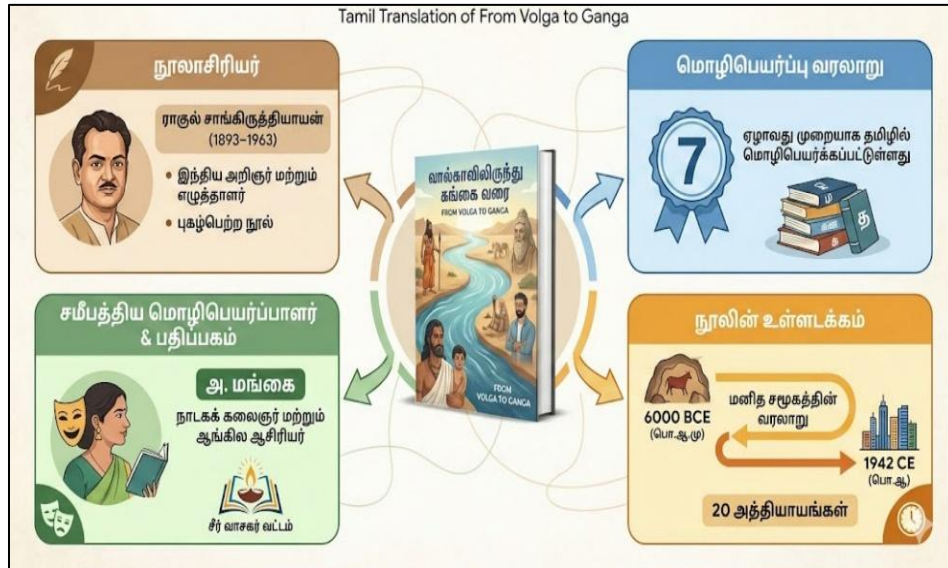 Tamil Translation of From Volga to Ganga
நூலாசிரியர்
ராகுல் சாங்கிருத்தியாயன்
(1893–1963)
இந்திய அறிஞர் மற்றும்
எழுத்தாளர்
புகழ்பெற்ற நூல்
மொழிபெயர்ப்பு வரலாறு
7
ஏழாவது முறையாக தமிழில்
மொழிபெயர்க்கப்பட்டுள்ளது
த
வால்காவிலிருந்து
கங்கை வரை
FROM VOLGA TO GANGA
FROM
VOLGA TO GANGA
சமீபத்திய மொழிபெயர்ப்பாளர்
& பதிப்பகம்
அ. மங்கை
நாடகக் கலைஞர் மற்றும்
ஆங்கில ஆசிரியர்
சீர் வாசகர் வட்டம்
நூலின் உள்ளடக்கம்
6000 BCE
(பொ.ஆ.மு)
மனித சமூகத்தின்
வரலாறு
1942 CE
(பொ.ஆ)
20 அத்தியாயங்கள்